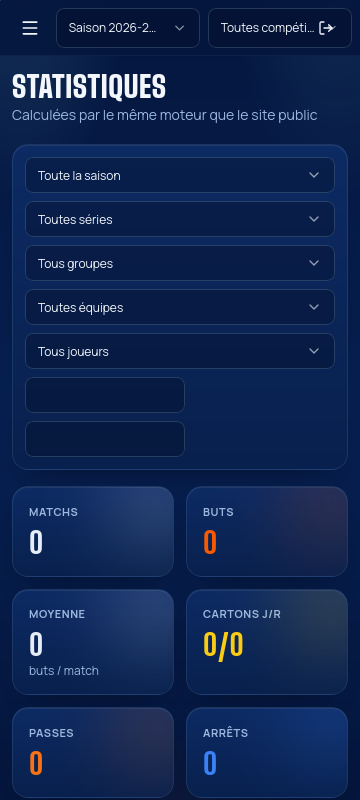 Saison 2026-2...
Toutes compéti...
STATISTIQUES
Calculées par le même moteur que le site public
Toute la saison
Toutes séries
Tous groupes
Toutes équipes
Tous joueurs
MATCHS
0
BUTS
0
MOYENNE
0
buts / match
CARTONS J/R
0/0
PASSES
0
ARRÊTS
0